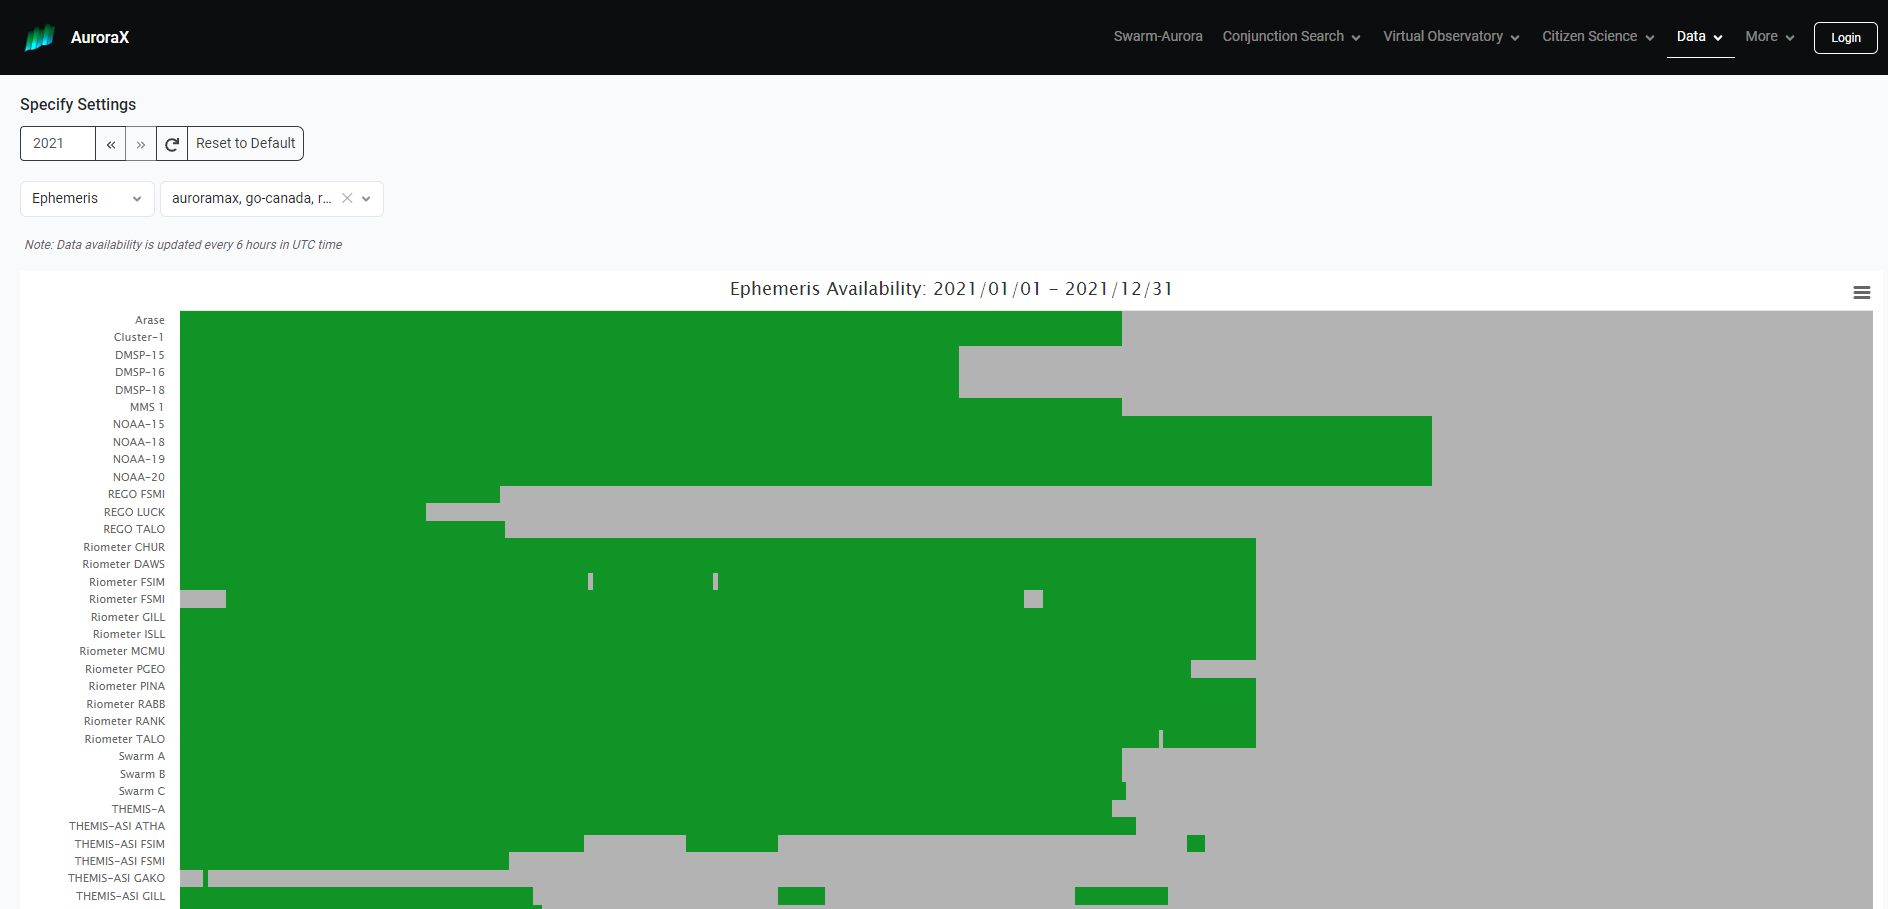 AuroraX
Swarm-Aurora Conjunction Search Virtual Observatory Citizen Science Data More Login
Specify Settings
2021 « » Reset to Default
Ephemeris auroramax, go-canada, r...
Note: Data availability is updated every 6 hours in UTC time
Ephemeris Availability: 2021/01/01 - 2021/12/31
Arase
Cluster-1
DMSP-15
DMSP-16
DMSP-18
MMS 1
NOAA-15
NOAA-18
NOAA-19
NOAA-20
REGO FSMI
REGO LUCK
REGO TALO
Riometer CHUR
Riometer DAWS
Riometer FSIM
Riometer FSMI
Riometer GILL
Riometer ISLL
Riometer MCMU
Riometer PGEO
Riometer PINA
Riometer RABB
Riometer RANK
Riometer TALO
Swarm A
Swarm B
Swarm C
THEMIS-A
THEMIS-ASI ATHA
THEMIS-ASI FSIM
THEMIS-ASI FSMI
THEMIS-ASI GAKO
THEMIS-ASI GILL